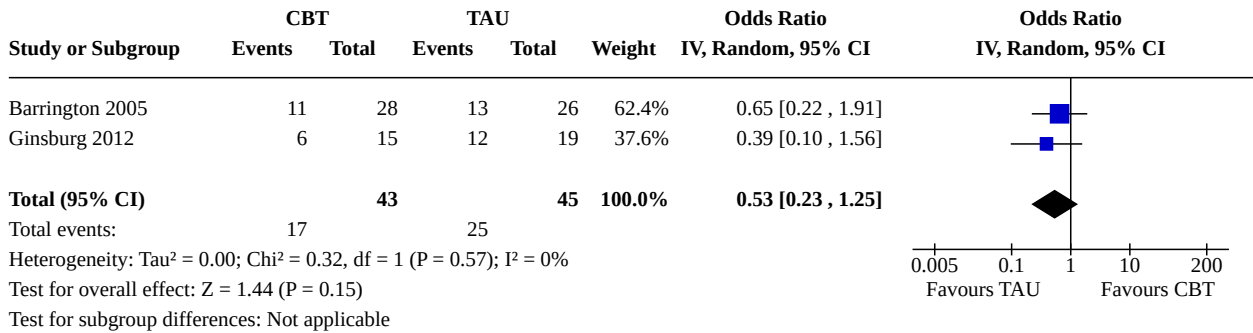 CBT TAU Odds Ratio Odds Ratio
Study or Subgroup Events Total Events Total Weight IV, Random, 95% CI IV, Random, 95% CI
Barrington 2005 11 28 13 26 62.4% 0.65 [0.22 , 1.91]
Ginsburg 2012 6 15 12 19 37.6% 0.39 [0.10 , 1.56]
Total (95% CI) 43 45 100.0% 0.53 [0.23 , 1.25]
Total events: 17 25
Heterogeneity: Tau² = 0.00; Chi² = 0.32, df = 1 (P = 0.57); I² = 0%
Test for overall effect: Z = 1.44 (P = 0.15)
Test for subgroup differences: Not applicable
0.005 0.1 1 10 200
Favours TAU Favours CBT